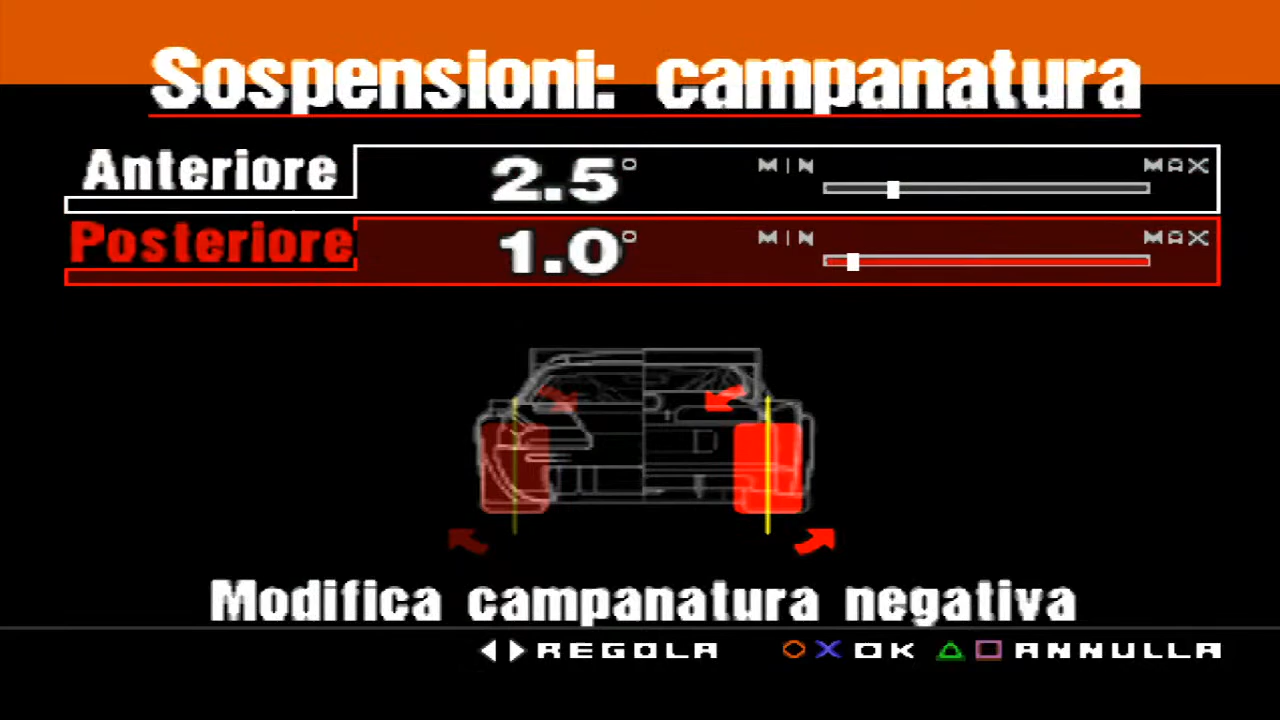 Sospensioni: campanatura
Anteriore 2.5° MIN MAX
Posteriore 1.0° MIN MAX
Modifica campanatura negativa
REGOLA OK ANNULLA